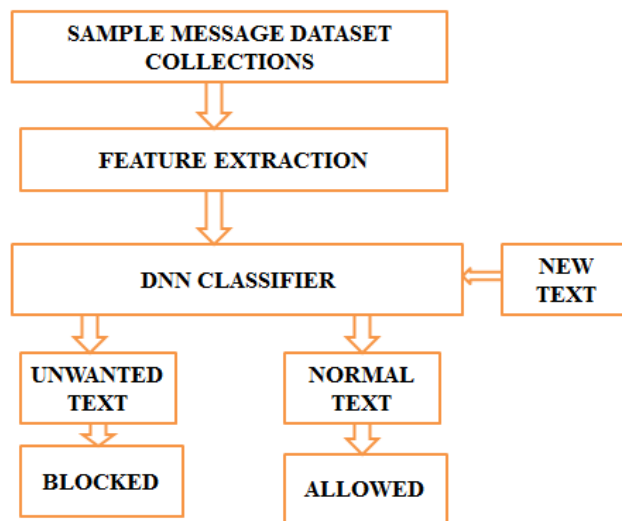 SAMPLE MESSAGE DATASET
COLLECTIONS
FEATURE EXTRACTION
DNN CLASSIFIER
NEW
TEXT
UNWANTED
TEXT
NORMAL
TEXT
BLOCKED
ALLOWED